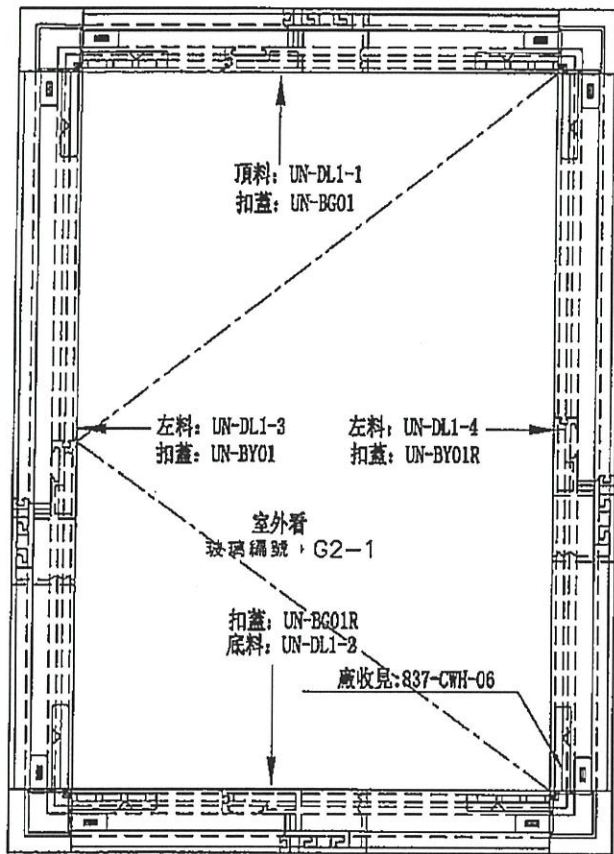 頂料: UN-DL1-1
扣蓋: UN-BG01
左料: UN-DL1-3
扣蓋: UN-BY01
左料: UN-DL1-4
扣蓋: UN-BY01R
室外看
玻璃編號：G2-1
扣蓋: UN-BG01R
底料: UN-DL1-2
廠收見:837-CWH-06